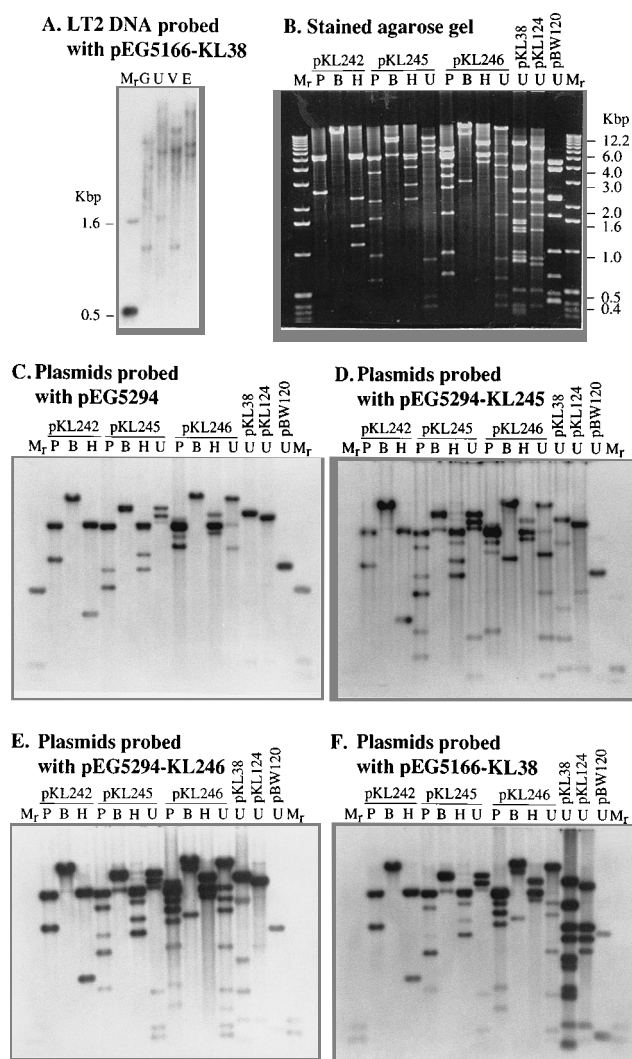 A. LT2 DNA probed
with pEG5166-KL38
Mr G U V E
Kbp
1.6
0.5
B. Stained agarose gel
pKL242 pKL245 pKL246 pKL38 pKL124 pBW120
Mr P B H P B H U P B H U U U U Mr
Kbp
12.2
6.0
4.0
3.0
2.0
1.6
1.0
0.5
0.4
C. Plasmids probed
with pEG5294
pKL242 pKL245 pKL246 pKL38 pKL124 pBW120
Mr P B H P B H U P B H U U U U Mr
D. Plasmids probed
with pEG5294-KL245
pKL242 pKL245 pKL246 pKL38 pKL124 pBW120
Mr P B H P B H U P B H U U U U Mr
E. Plasmids probed
with pEG5294-KL246
pKL242 pKL245 pKL246 pKL38 pKL124 pBW120
Mr P B H P B H U P B H U U U U Mr
F. Plasmids probed
with pEG5166-KL38
pKL242 pKL245 pKL246 pKL38 pKL124 pBW120
Mr P B H P B H U P B H U U U U Mr